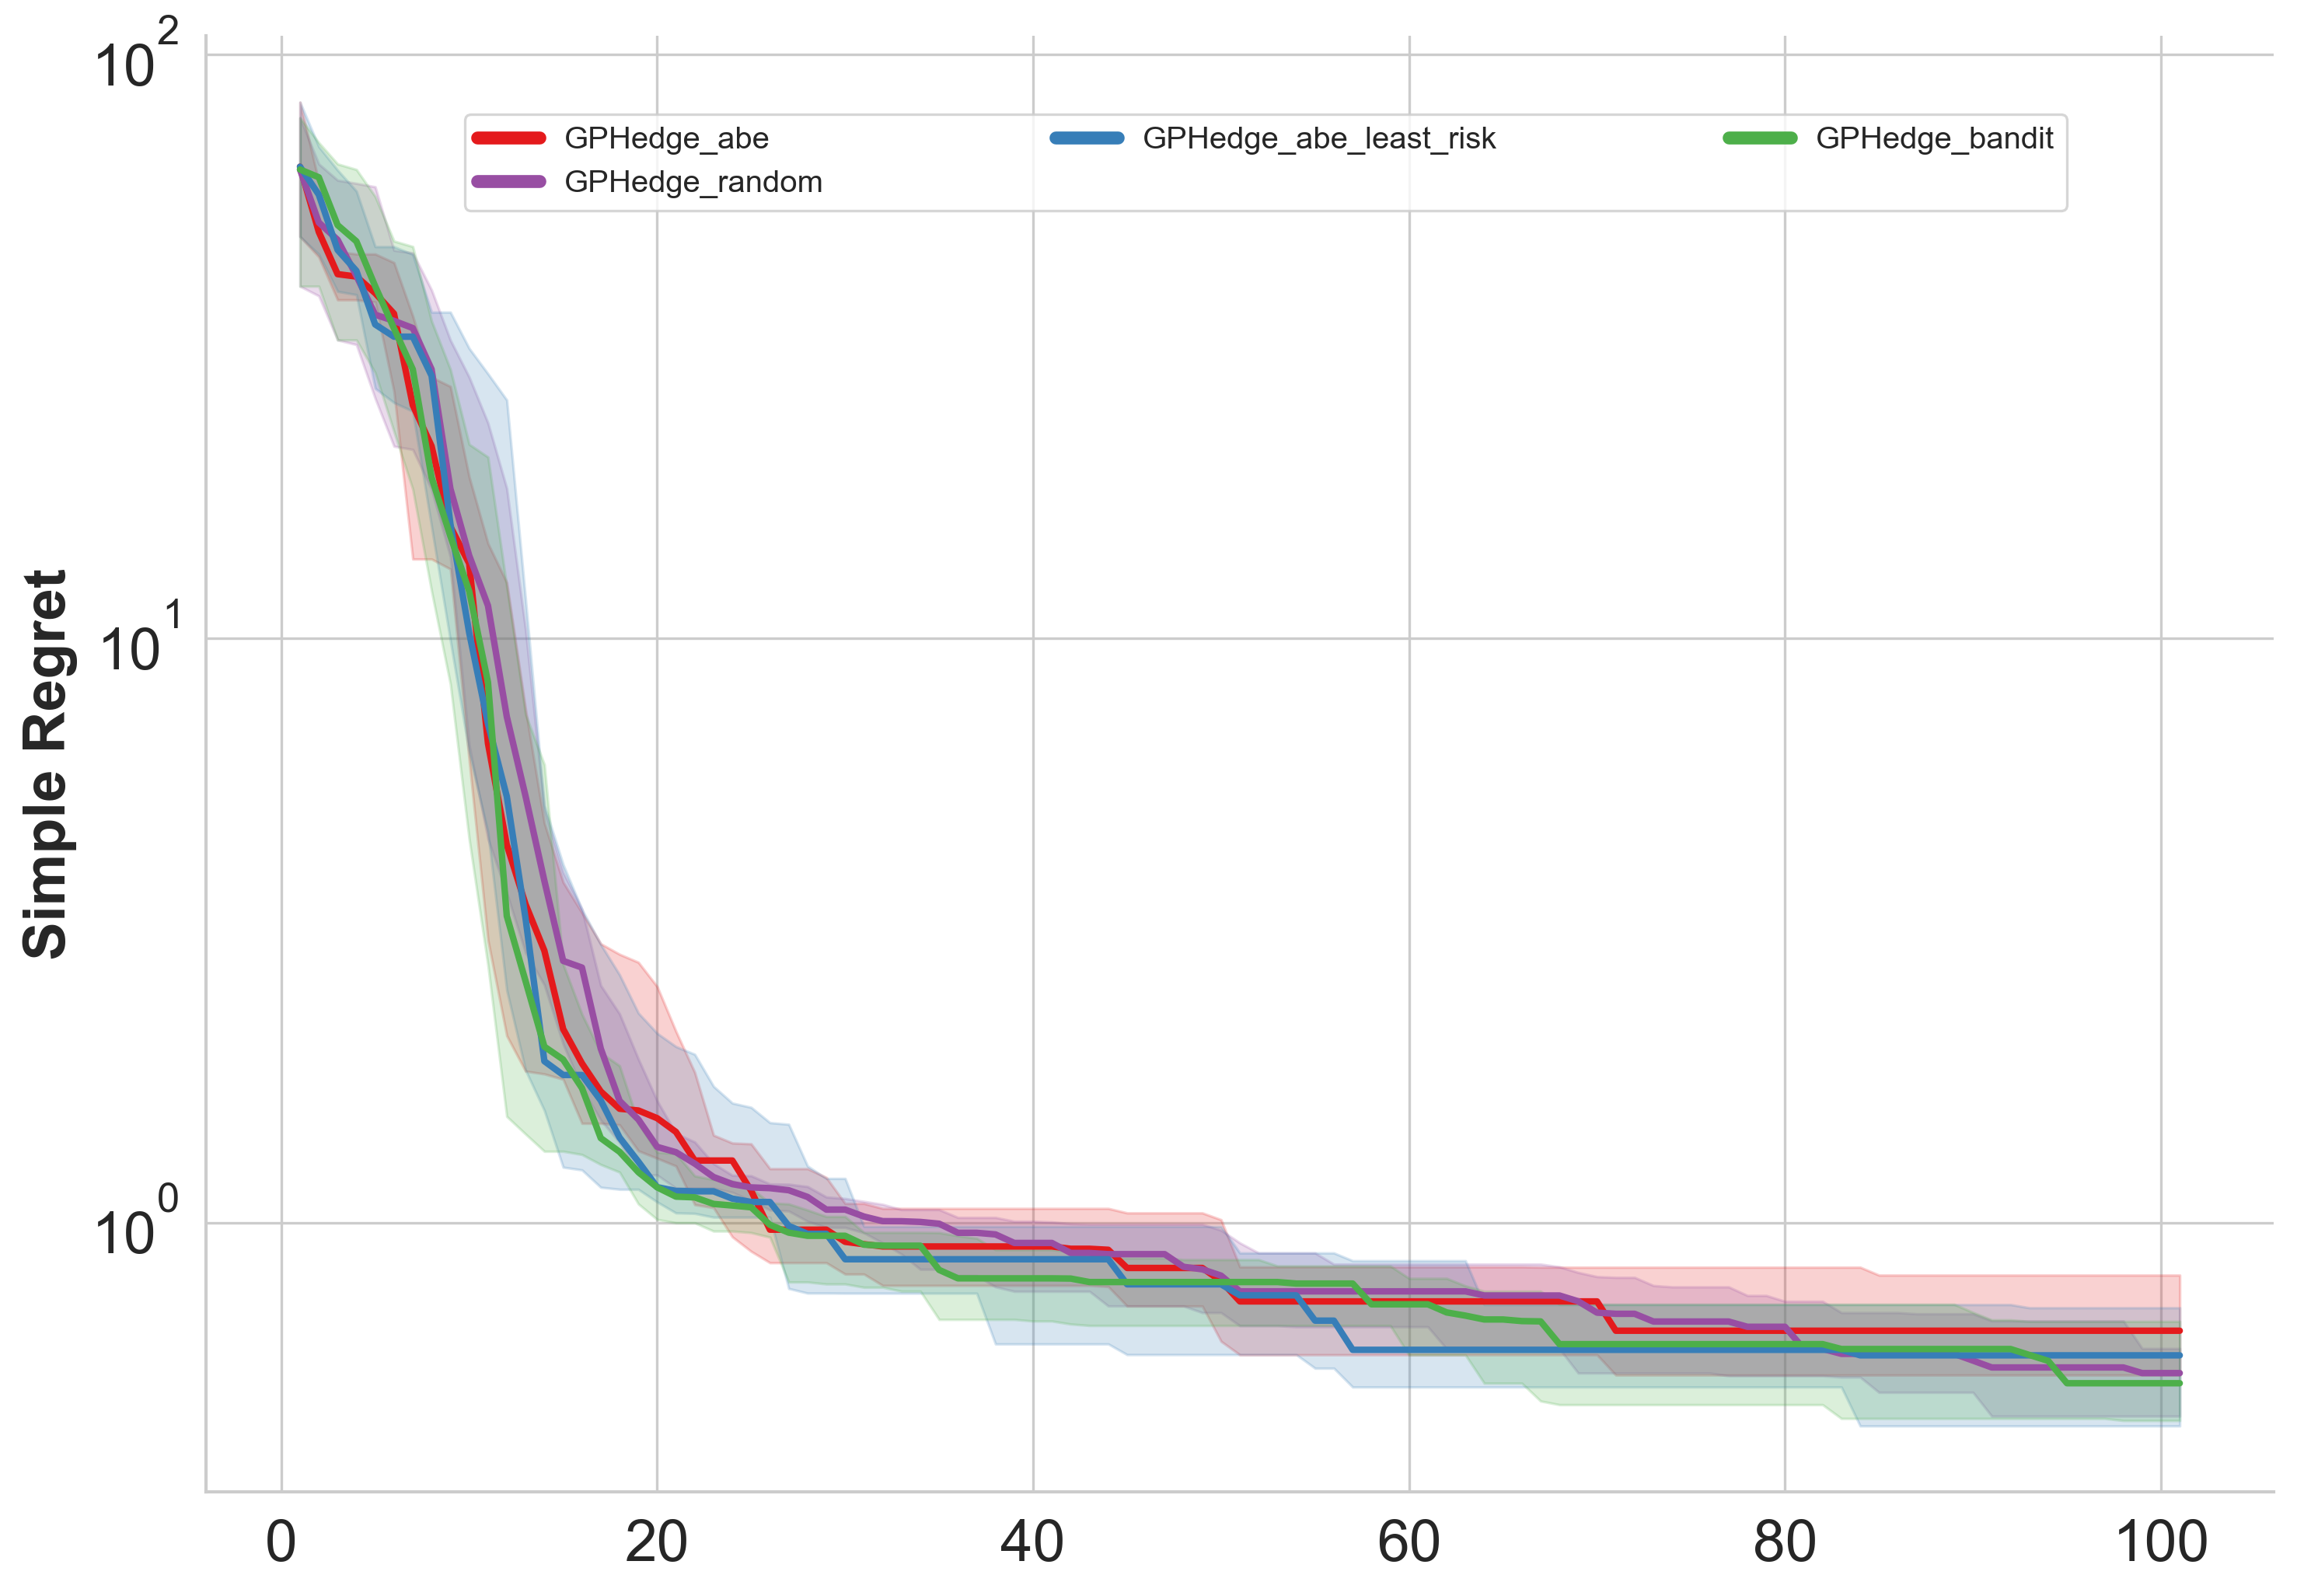 10^2
GPHedge_abe GPHedge_abe_least_risk GPHedge_bandit
GPHedge_random
10^1
Simple Regret
10^0
0 20 40 60 80 100